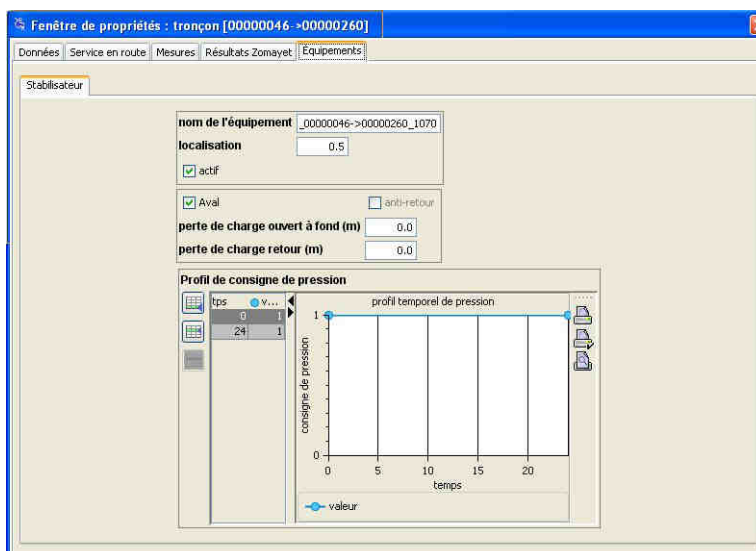 Fenêtre de propriétés : tronçon [00000046->00000260]
Données Service en route Mesures Résultats Zomayet Équipements
Stabilisateur
nom de l'équipement _00000046->00000260_1070
localisation 0.5
actif
Aval anti-retour
perte de charge ouvert à fond (m) 0.0
perte de charge retour (m) 0.0
Profil de consigne de pression
tps v...
0 1
24 1
profil temporel de pression
1
consigne de pression
0
0 5 10 15 20
temps
valeur